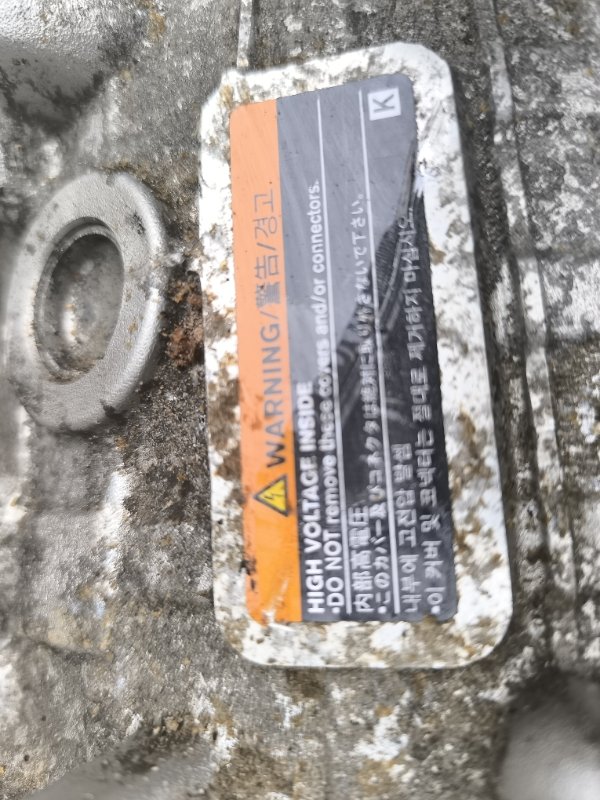 WARNING/警告/경고
K
HIGH VOLTAGE INSIDE
•DO NOT remove these covers and/or connectors.
内部高電圧
•このカバー及びコネクタは絶対に取り外さないで下さい。
내부에 고전압 발생
•이 커버 및 코넥터는 절대로 제거하지 마십시오.